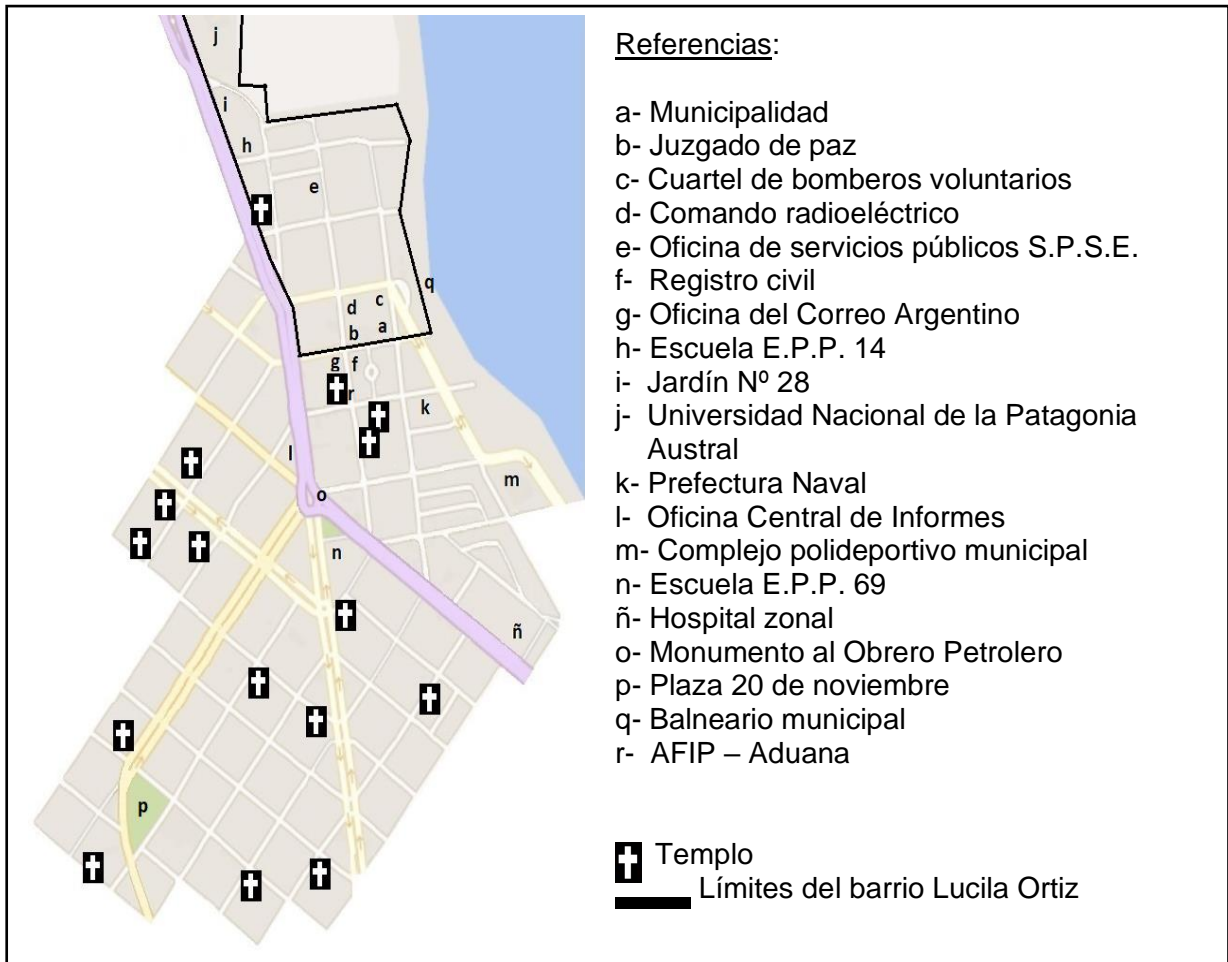 Referencias:
a- Municipalidad
b- Juzgado de paz
c- Cuartel de bomberos voluntarios
d- Comando radioeléctrico
e- Oficina de servicios públicos S.P.S.E.
f- Registro civil
g- Oficina del Correo Argentino
h- Escuela E.P.P. 14
i- Jardín Nº 28
j- Universidad Nacional de la Patagonia
Austral
k- Prefectura Naval
l- Oficina Central de Informes
m- Complejo polideportivo municipal
n- Escuela E.P.P. 69
ñ- Hospital zonal
o- Monumento al Obrero Petrolero
p- Plaza 20 de noviembre
q- Balneario municipal
r- AFIP – Aduana
Templo
Límites del barrio Lucila Ortiz
j
i
h
e
q
c
d
a
b
g
f
r
k
l
m
o
n
ñ
p